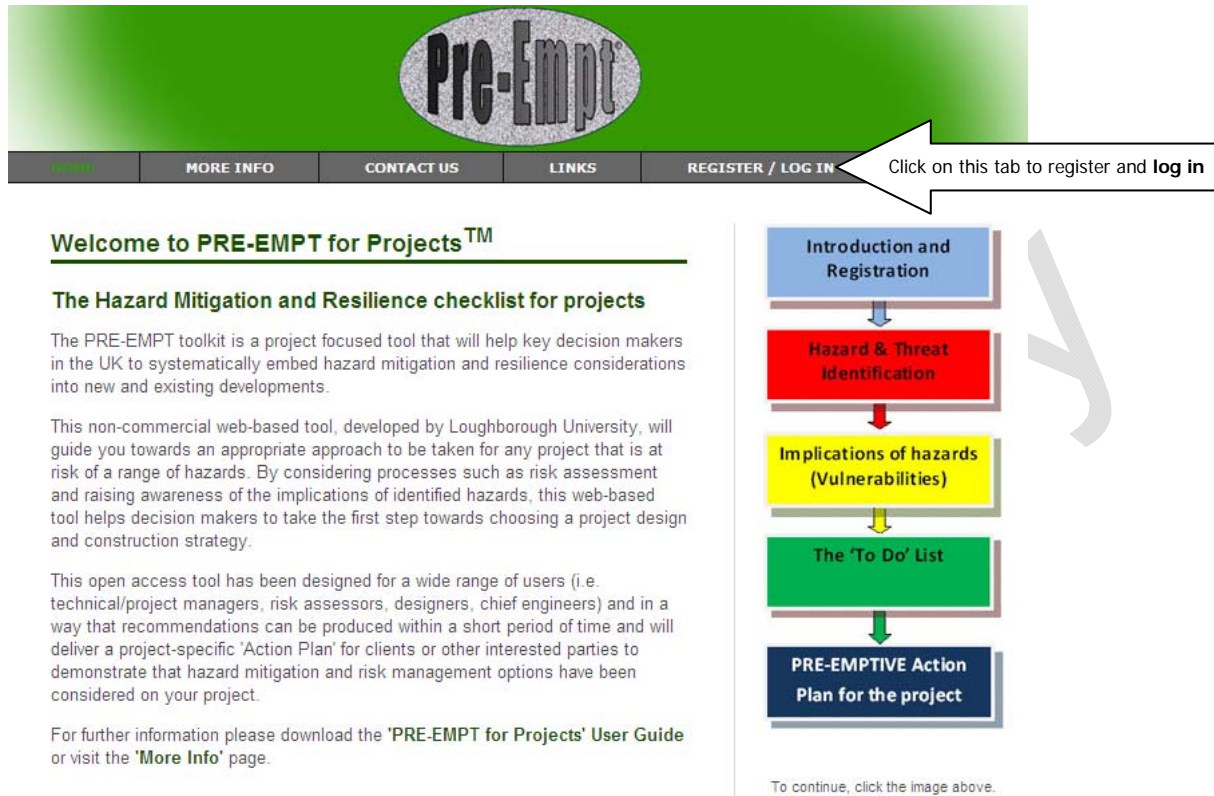 Pre-Empt
HOME MORE INFO CONTACT US LINKS REGISTER / LOG IN
Click on this tab to register and log in
Welcome to PRE-EMPT for Projects™
The Hazard Mitigation and Resilience checklist for projects
The PRE-EMPT toolkit is a project focused tool that will help key decision makers
in the UK to systematically embed hazard mitigation and resilience considerations
into new and existing developments.
This non-commercial web-based tool, developed by Loughborough University, will
guide you towards an appropriate approach to be taken for any project that is at
risk of a range of hazards. By considering processes such as risk assessment
and raising awareness of the implications of identified hazards, this web-based
tool helps decision makers to take the first step towards choosing a project design
and construction strategy.
This open access tool has been designed for a wide range of users (i.e.
technical/project managers, risk assessors, designers, chief engineers) and in a
way that recommendations can be produced within a short period of time and will
deliver a project-specific 'Action Plan' for clients or other interested parties to
demonstrate that hazard mitigation and risk management options have been
considered on your project.
For further information please download the 'PRE-EMPT for Projects' User Guide
or visit the 'More Info' page.
Introduction and
Registration
Hazard & Threat
Identification
Implications of hazards
(Vulnerabilities)
The 'To Do' List
PRE-EMPTIVE Action
Plan for the project
To continue, click the image above.
y